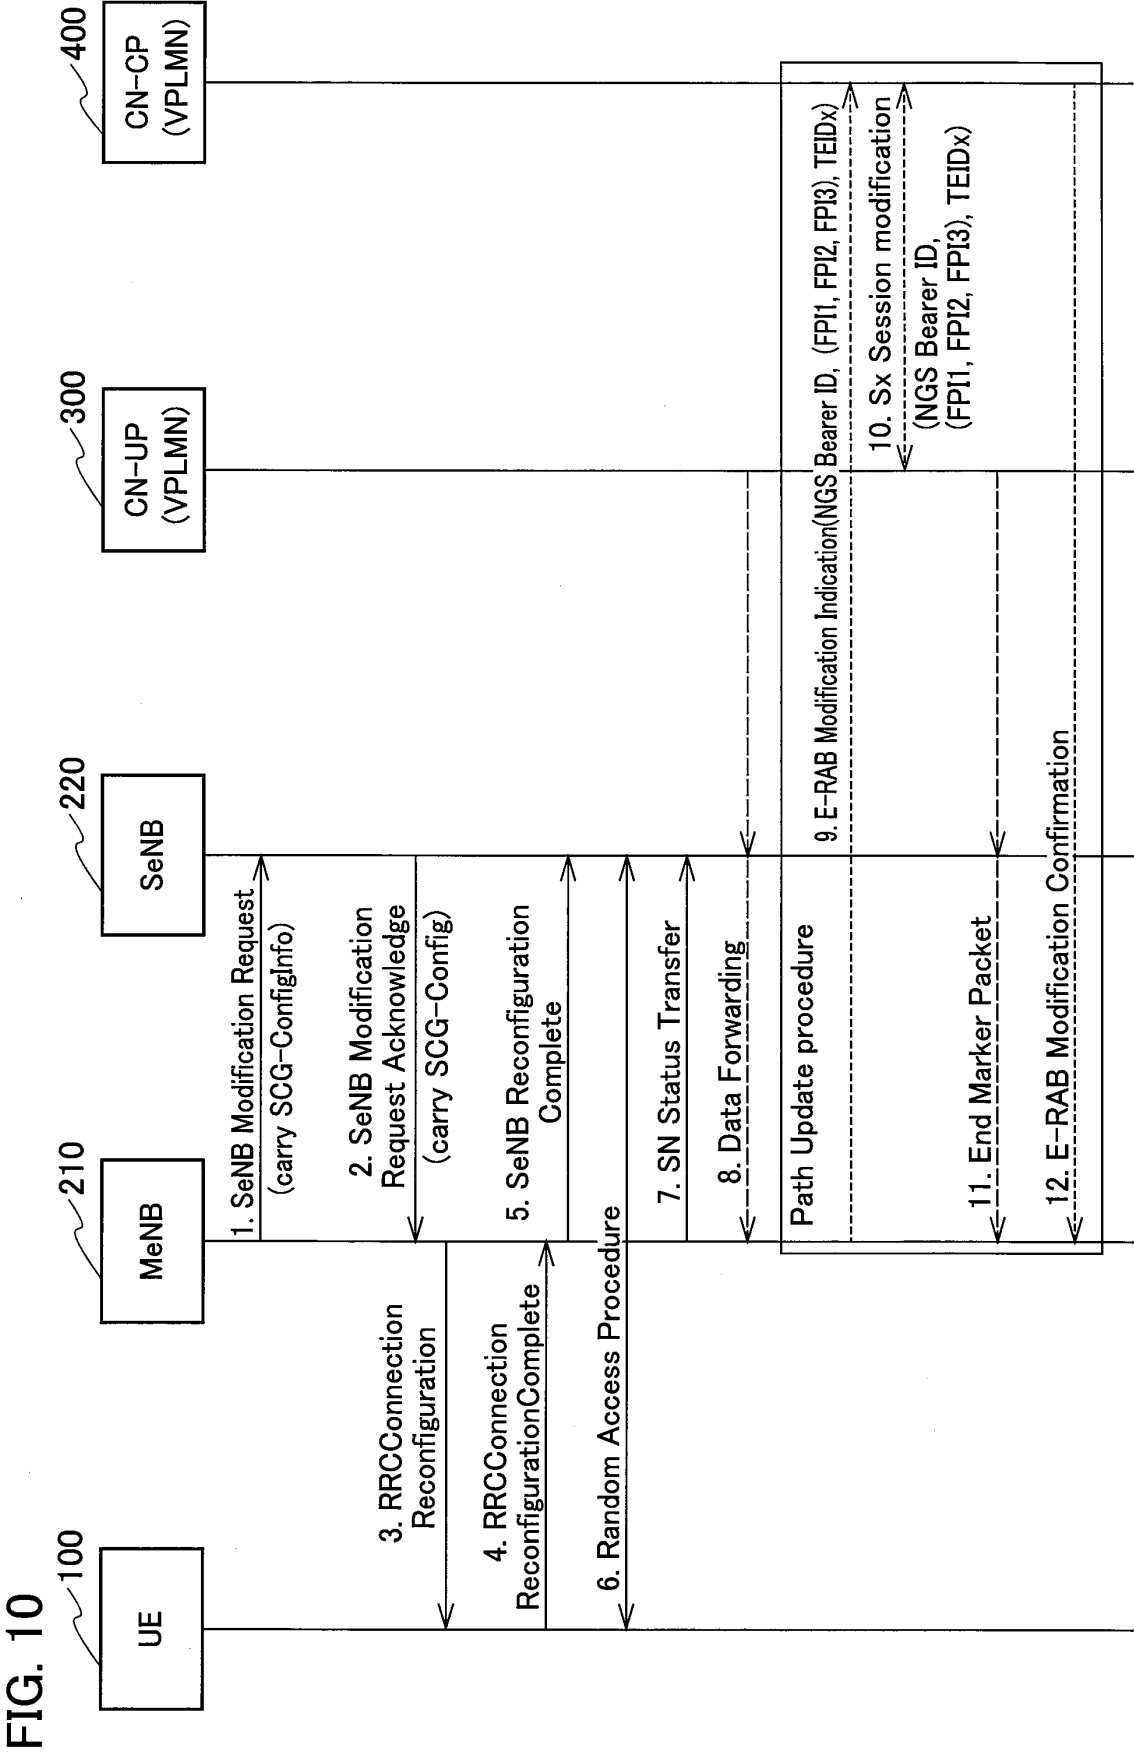 FIG. 10
100
UE
210
MeNB
220
SeNB
300
CN-UP
(VPLMN)
400
CN-CP
(VPLMN)
1. SeNB Modification Request
(carry SCG-ConfigInfo)
2. SeNB Modification
Request Acknowledge
(carry SCG-Config)
3. RRCConnection
Reconfiguration
4. RRCConnection
ReconfigurationComplete
5. SeNB Reconfiguration
Complete
6. Random Access Procedure
7. SN Status Transfer
8. Data Forwarding
Path Update procedure
9. E-RAB Modification Indication(NGS Bearer ID, (FPI1, FPI2, FPI3), TEIDx)
10. Sx Session modification
(NGS Bearer ID,
(FPI1, FPI2, FPI3), TEIDx)
11. End Marker Packet
12. E-RAB Modification Confirmation